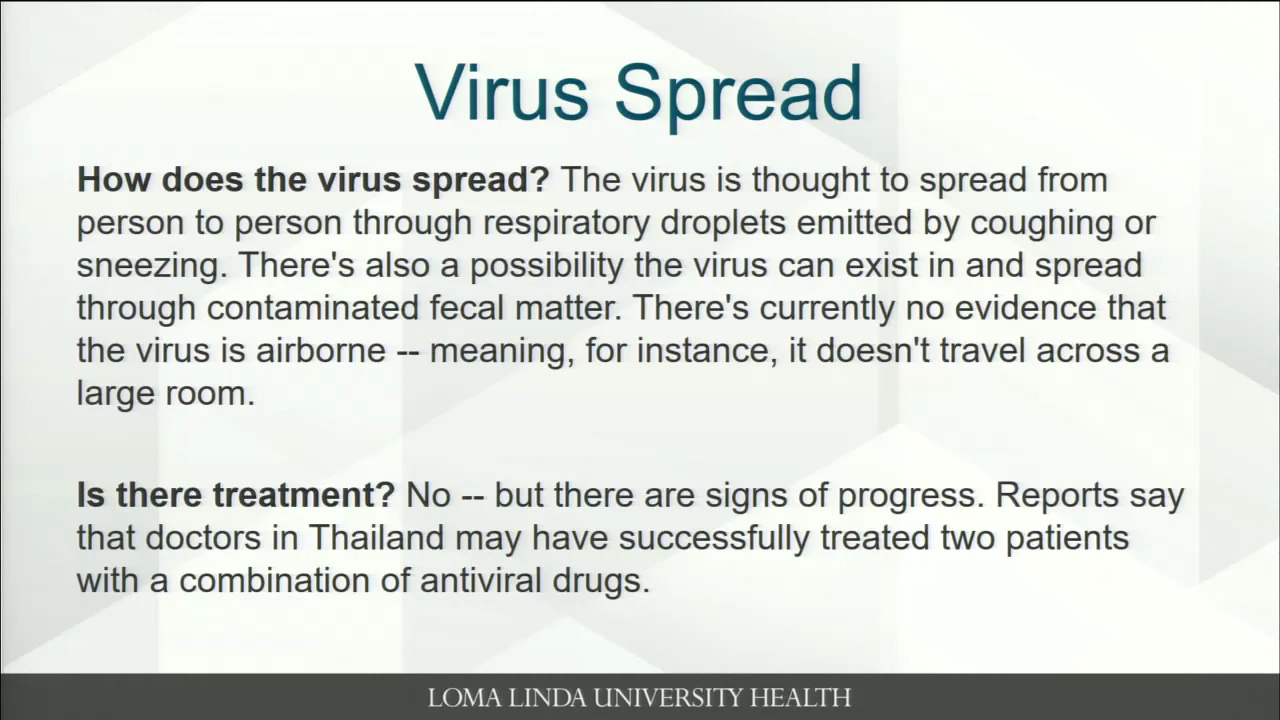 Virus Spread
How does the virus spread? The virus is thought to spread from
person to person through respiratory droplets emitted by coughing or
sneezing. There's also a possibility the virus can exist in and spread
through contaminated fecal matter. There's currently no evidence that
the virus is airborne -- meaning, for instance, it doesn't travel across a
large room.
Is there treatment? No -- but there are signs of progress. Reports say
that doctors in Thailand may have successfully treated two patients
with a combination of antiviral drugs.
LOMA LINDA UNIVERSITY HEALTH